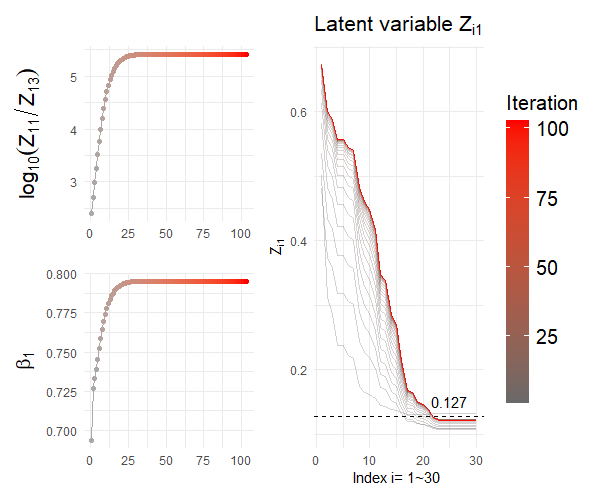 log₁₀(Z₁₁/Z₁₃)
5
4
3
0 25 50 75 100
β₁
0.800
0.775
0.750
0.725
0.700
0 25 50 75 100
Latent variable Zᵢ₁
Zᵢ₁
0.6
0.4
0.2
0.127
0 10 20 30
Index i= 1~30
Iteration
100
75
50
25